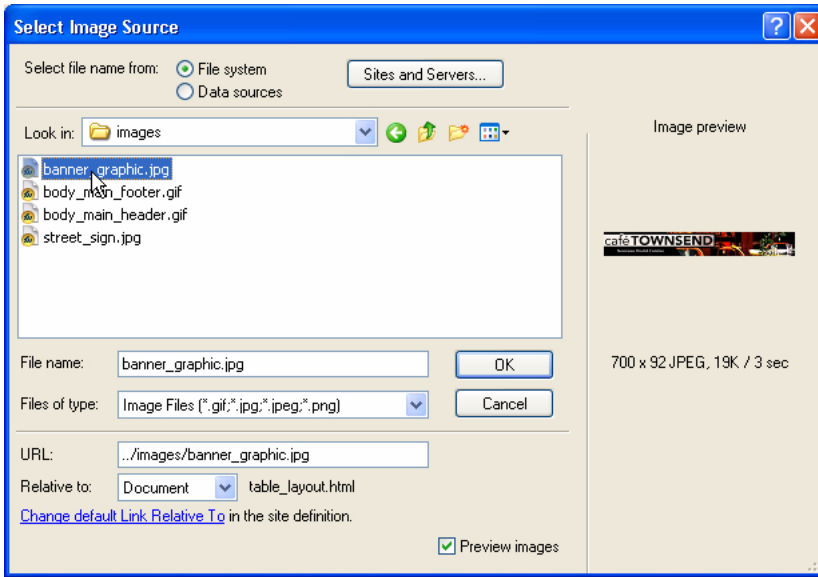 Select Image Source
Select file name from: File system Sites and Servers...
Data sources
Look in: images
Image preview
banner_graphic.jpg
body_main_footer.gif
body_main_header.gif
street_sign.jpg
café TOWNSEND
File name: banner_graphic.jpg OK
700 x 92 JPEG, 19K / 3 sec
Files of type: Image Files (*.gif;*.jpg;*.jpeg;*.png) Cancel
URL: ../images/banner_graphic.jpg
Relative to: Document table_layout.html
Change default Link Relative To in the site definition.
Preview images